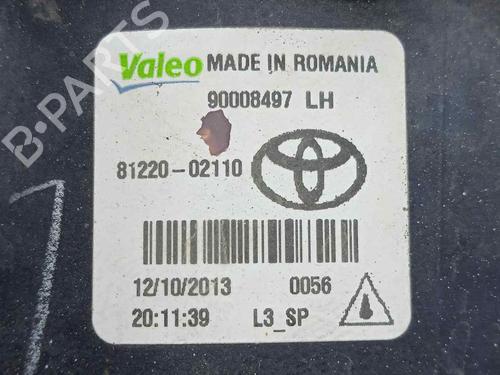 B-PARTS
Valeo MADE IN ROMANIA
90008497 LH
81220-02110
12/10/2013 0056
20:11:39 L3_SP